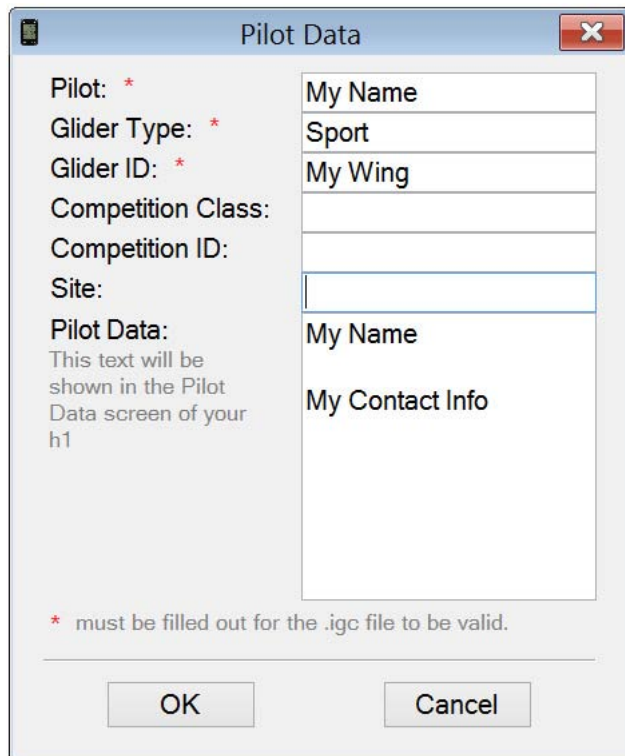 Pilot Data
Pilot: * My Name
Glider Type: * Sport
Glider ID: * My Wing
Competition Class:
Competition ID:
Site:
Pilot Data:
This text will be
shown in the Pilot
Data screen of your
h1
My Name
My Contact Info
* must be filled out for the .igc file to be valid.
OK Cancel